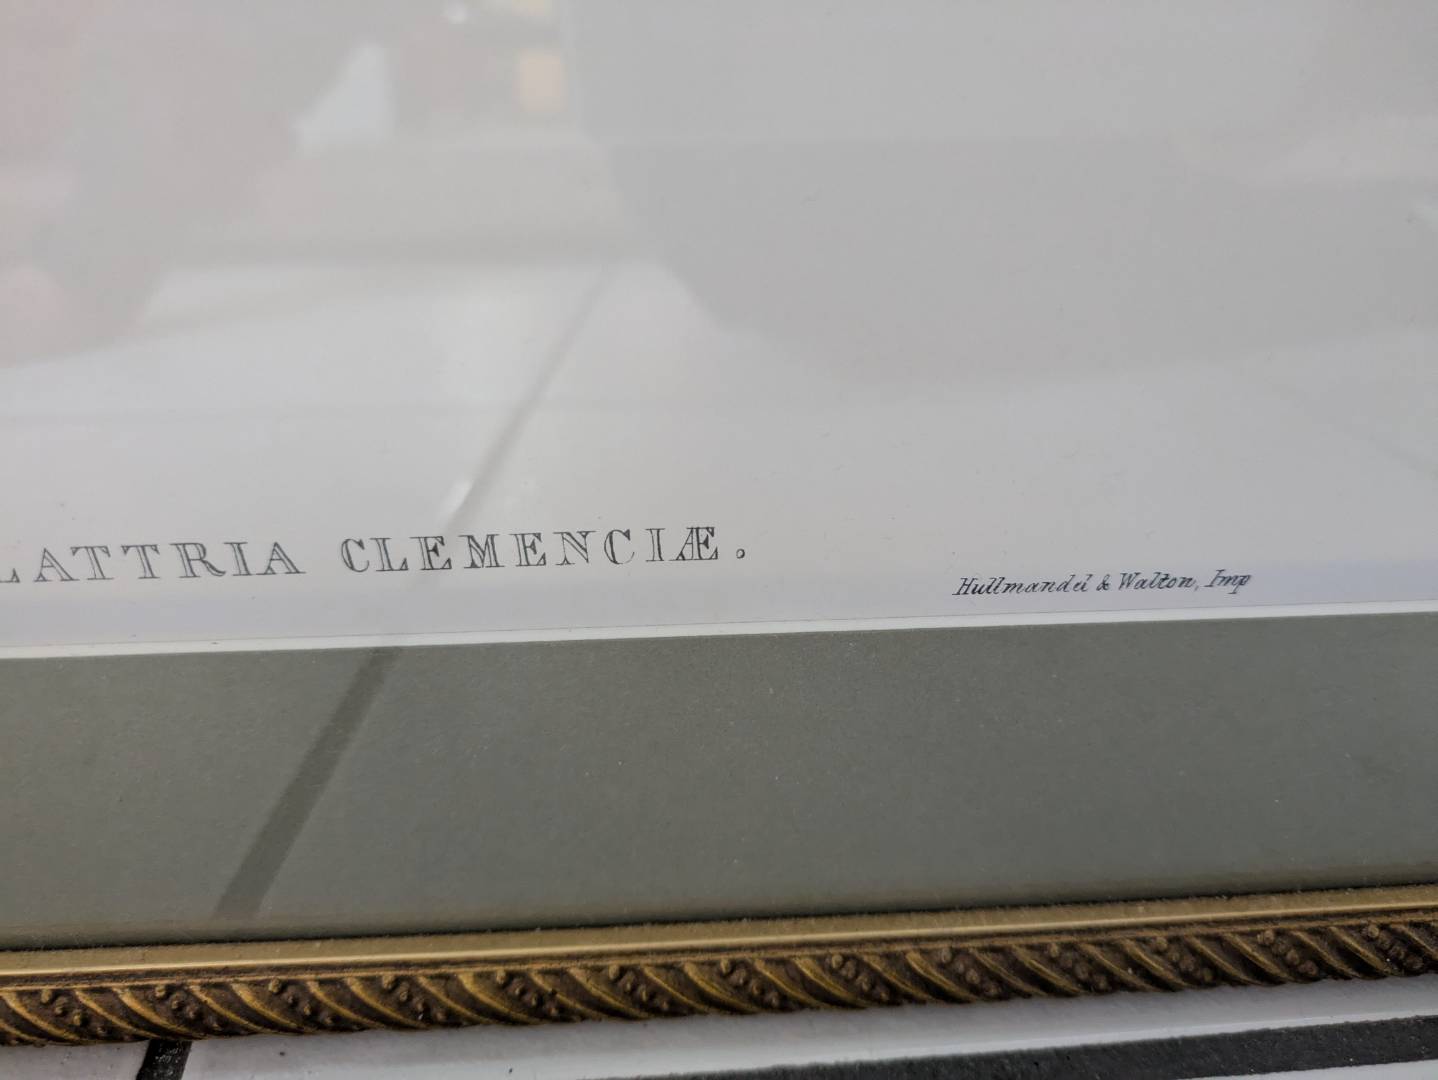 LATTRIA CLEMENCIÆ.
Hullmandel & Walton, Imp